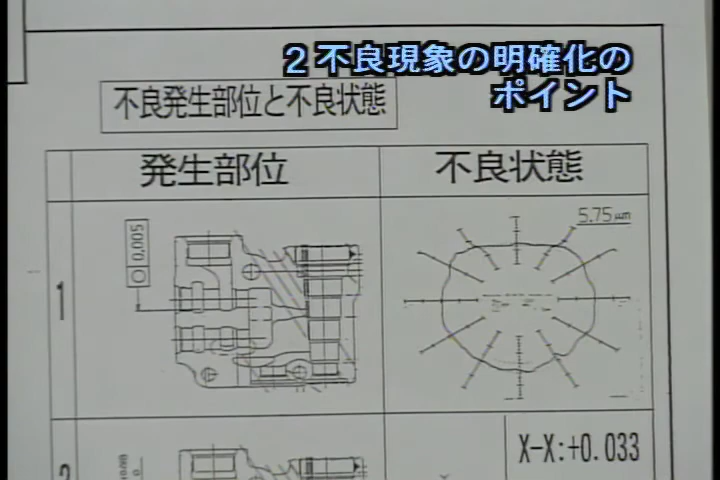 2 不良現象の明確化の
ポイント
不良発生部位と不良状態
発生部位
不良状態
1
○ 0.005
5.75 μm
2
X-X:+0.033